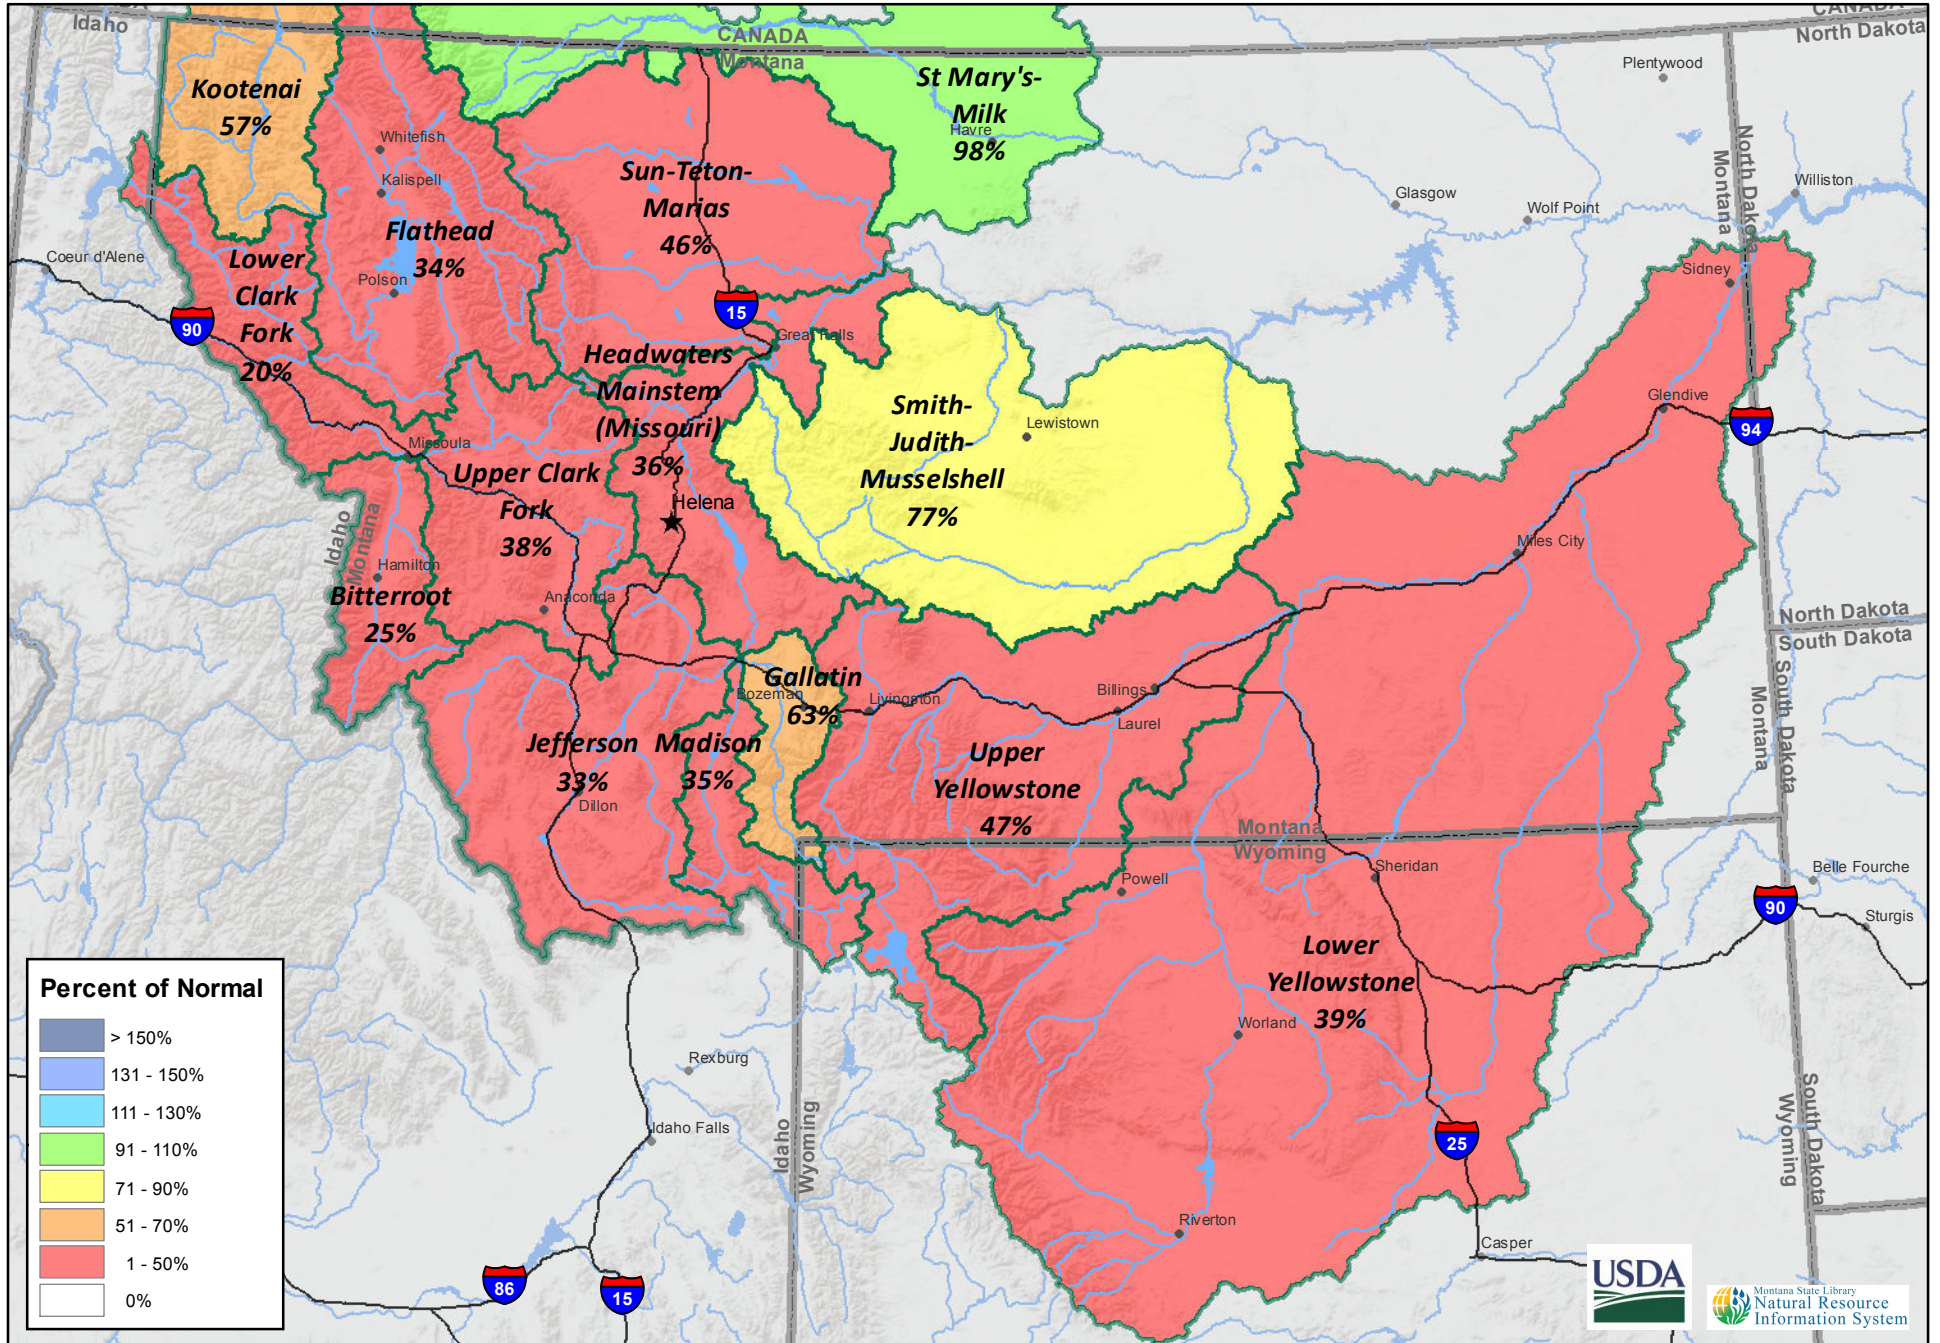 Idaho
CANADA
Montana
CANADA
North Dakota
Plentywood
Kootenai
57%
St Mary's-
Milk
Havre
98%
Whitefish
Kalispell
Sun-Teton-
Marias
46%
Flathead
34%
Polson
Glasgow
Wolf Point
Williston
North Dakota
Montana
Coeur d'Alene
Lower
Clark
Fork
20%
90
15
Sidney
Great Falls
Headwaters
Mainstem
(Missouri)
36%
Smith-
Judith-
Musselshell
77%
Lewistown
Glendive
94
Missoula
Upper Clark
Fork
38%
Helena
Idaho
Montana
Hamilton
Bitterroot
25%
Anaconda
Miles City
North Dakota
South Dakota
South Dakota
Montana
Gallatin
63%
Bozeman
Livingston
Billings
Laurel
Jefferson
33%
Dillon
Madison
35%
Upper
Yellowstone
47%
Montana
Wyoming
Sheridan
Powell
Belle Fourche
90
Sturgis
Lower
Yellowstone
39%
Worland
Rexburg
Idaho Falls
Idaho
Wyoming
South Dakota
Wyoming
25
Riverton
Casper
86
15
Percent of Normal
> 150%
131 - 150%
111 - 130%
91 - 110%
71 - 90%
51 - 70%
1 - 50%
0%
USDA
Montana State Library
Natural Resource
Information System